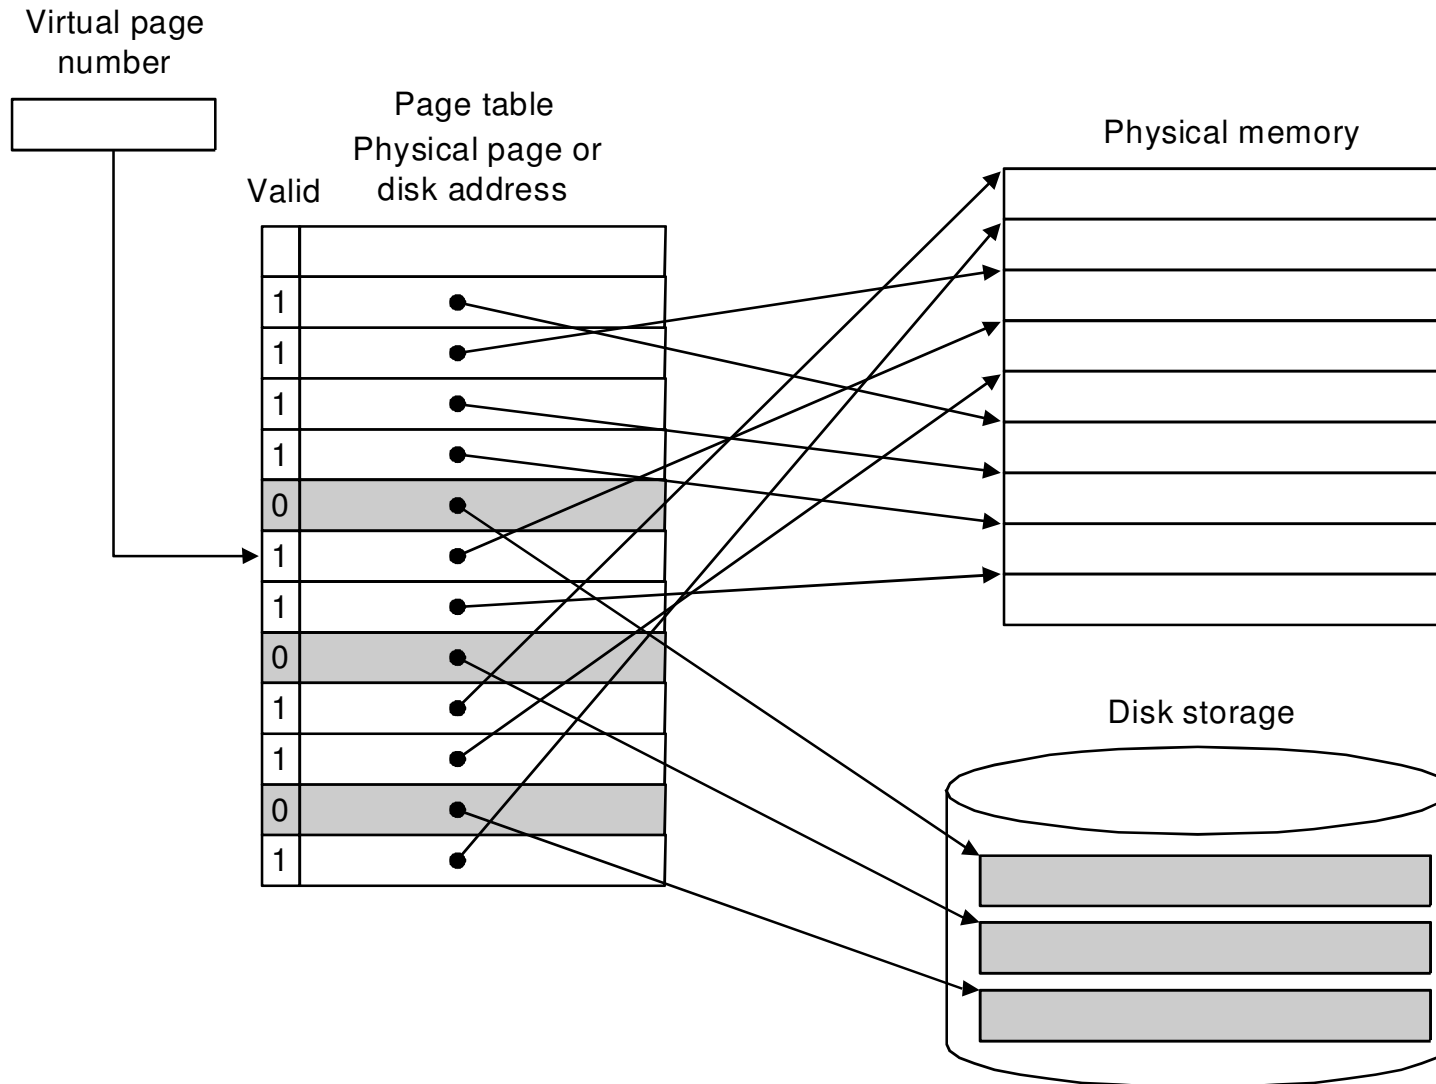 Virtual page
number
Page table
Physical page or
disk address
Valid
1
1
1
1
0
1
1
0
1
1
0
1
Physical memory
Disk storage